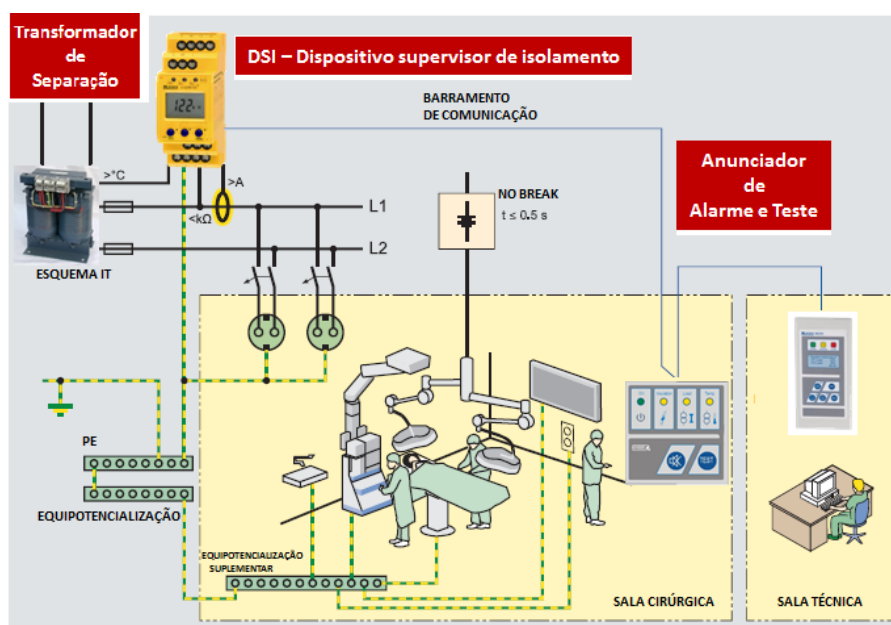 Transformador
de
Separação
DSI – Dispositivo supervisor de isolamento
BARRAMENTO
DE COMUNICAÇÃO
Anunciador
de
Alarme e Teste
>°C
>A
<kΩ
L1
L2
ESQUEMA IT
NO BREAK
t ≤ 0.5 s
PE
EQUIPOTENCIALIZAÇÃO
EQUIPOTENCIALIZAÇÃO
SUPLEMENTAR
SALA CIRÚRGICA
SALA TÉCNICA